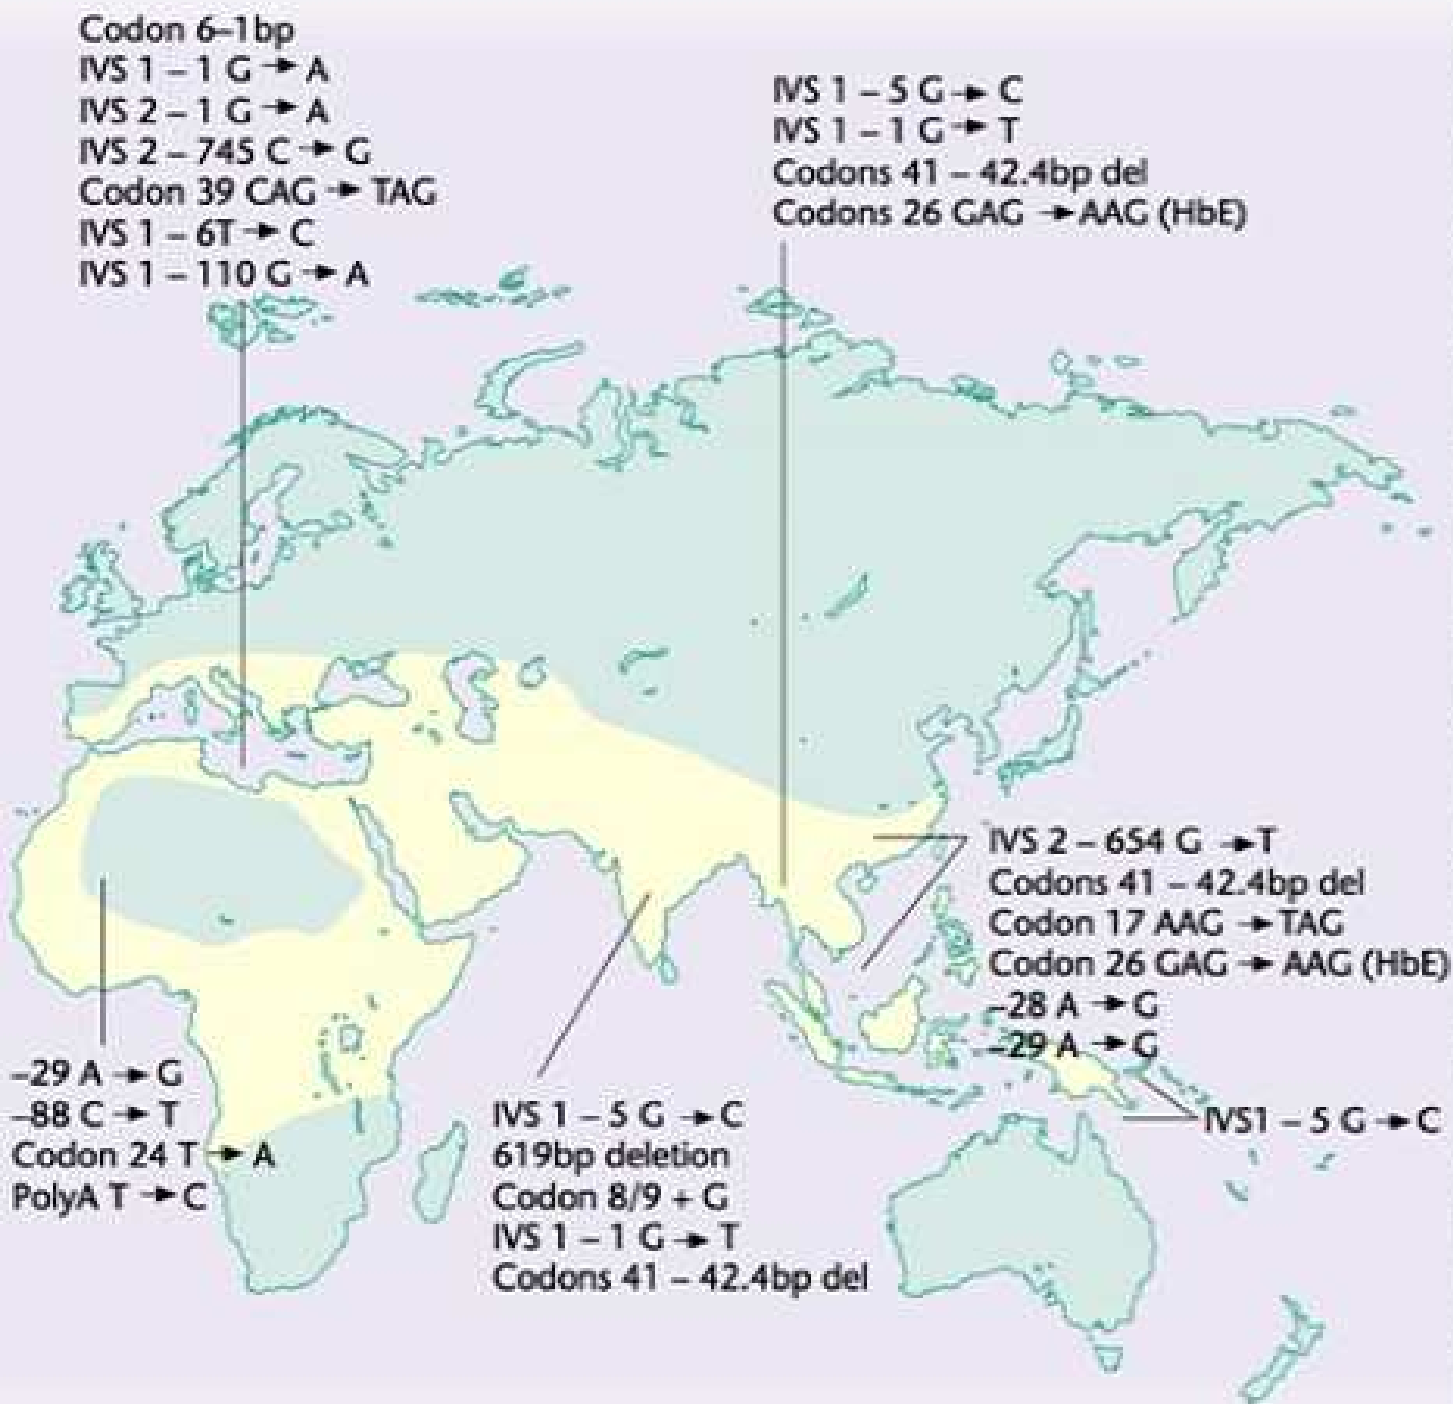 Codon 6–1bp
IVS 1 – 1 G → A
IVS 2 – 1 G → A
IVS 2 – 745 C → G
Codon 39 CAG → TAG
IVS 1 – 6T → C
IVS 1 – 110 G → A
IVS 1 – 5 G → C
IVS 1 – 1 G → T
Codons 41 – 42.4bp del
Codons 26 GAG → AAG (HbE)
IVS 2 – 654 G → T
Codons 41 – 42.4bp del
Codon 17 AAG → TAG
Codon 26 GAG → AAG (HbE)
–28 A → G
–29 A → G
–29 A → G
–88 C → T
Codon 24 T → A
PolyA T → C
IVS 1 – 5 G → C
619bp deletion
Codon 8/9 + G
IVS 1 – 1 G → T
Codons 41 – 42.4bp del
IVS1 – 5 G → C